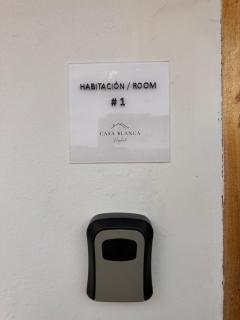 HABITACIÓN / ROOM
# 1
CASA BLANCA